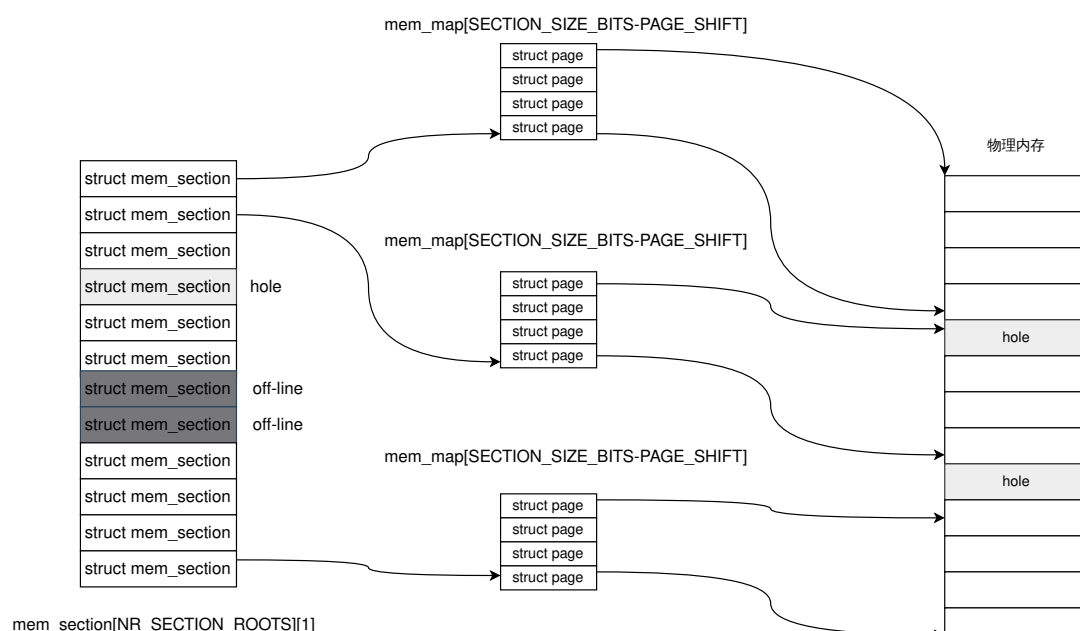 mem_map[SECTION_SIZE_BITS-PAGE_SHIFT]
struct page
struct page
struct page
struct page
物理内存
struct mem_section
struct mem_section
struct mem_section
struct mem_section
hole
struct mem_section
struct mem_section
struct mem_section
off-line
struct mem_section
off-line
struct mem_section
struct mem_section
struct mem_section
struct mem_section
mem_section[NR_SECTION_ROOTS][1]
mem_map[SECTION_SIZE_BITS-PAGE_SHIFT]
struct page
struct page
struct page
struct page
mem_map[SECTION_SIZE_BITS-PAGE_SHIFT]
struct page
struct page
struct page
struct page
hole
hole